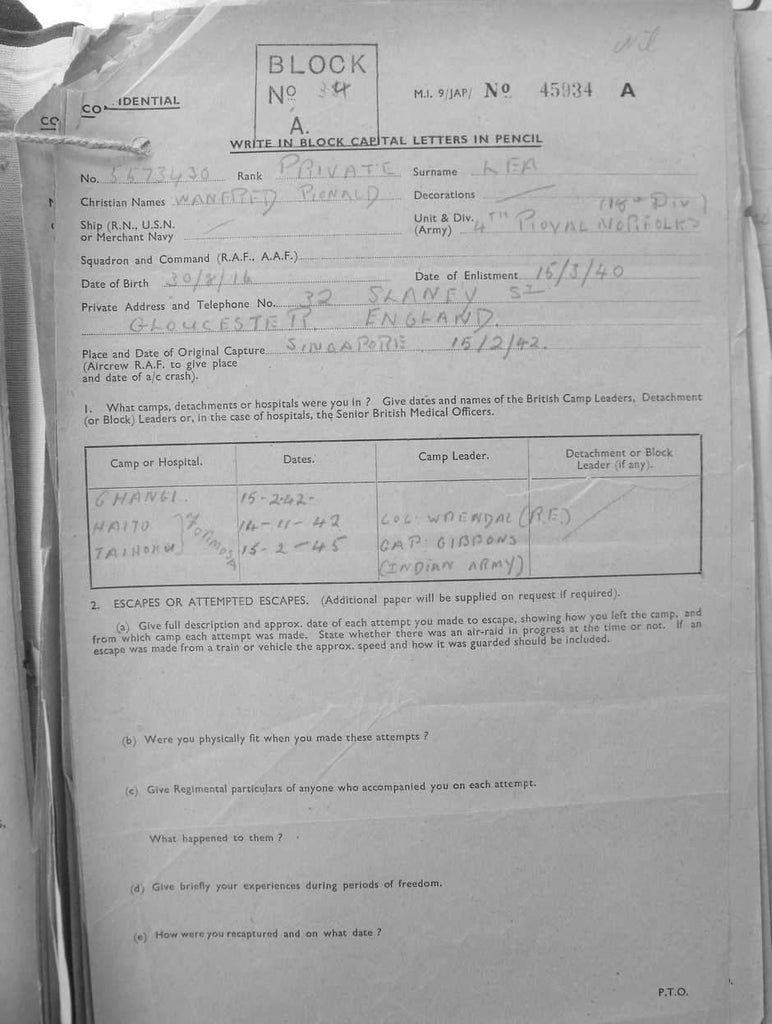 Nil
BLOCK
Nº 34
A.
CONFIDENTIAL
M.I. 9/JAP/ Nº 45934 A
CO
WRITE IN BLOCK CAPITAL LETTERS IN PENCIL
No. 5573430 Rank PRIVATE Surname LEA
Christian Names WANFRED RONALD Decorations
(18th DIV)
Ship (R.N., U.S.N. or Merchant Navy
Unit & Div. (Army) 4TH ROYAL NORFOLKS
Squadron and Command (R.A.F., A.A.F.)
Date of Birth 30/8/16 Date of Enlistment 15/3/40
Private Address and Telephone No. 32 SLANEY ST
GLOUCESTER. ENGLAND.
Place and Date of Original Capture SINGAPORE 15/2/42.
(Aircrew R.A.F. to give place
and date of a/c crash).
1. What camps, detachments or hospitals were you in ? Give dates and names of the British Camp Leaders, Detachment
(or Block) Leaders or, in the case of hospitals, the Senior British Medical Officers.
Camp or Hospital. Dates. Camp Leader. Detachment or Block
Leader (if any).
CHANGI. 15-2-42-
HAITO } FORMOSA 14-11-42 COL. WRENDAL (R.E.)
TAIHOKU 15-2-45 CAP. GIBBONS
(INDIAN ARMY)
2. ESCAPES OR ATTEMPTED ESCAPES. (Additional paper will be supplied on request if required).
(a) Give full description and approx. date of each attempt you made to escape, showing how you left the camp, and
from which camp each attempt was made. State whether there was an air-raid in progress at the time or not. If an
escape was made from a train or vehicle the approx. speed and how it was guarded should be included.
(b) Were you physically fit when you made these attempts ?
(c) Give Regimental particulars of anyone who accompanied you on each attempt.
What happened to them ?
(d) Give briefly your experiences during periods of freedom.
(e) How were you recaptured and on what date ?
P.T.O.